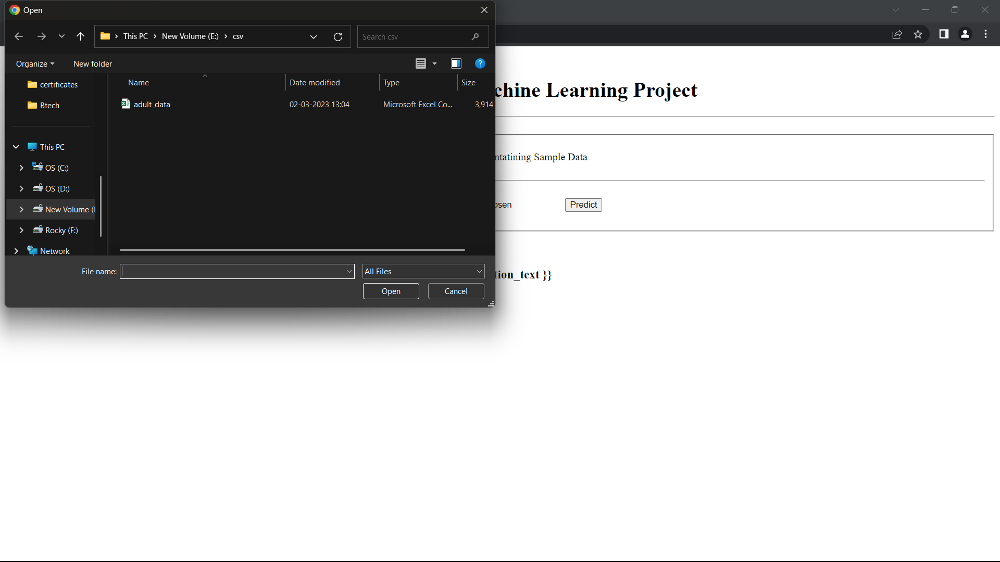 Open
This PC > New Volume (E:) > csv
Search csv
Organize
New folder
Name
Date modified
Type
Size
certificates
Btech
adult_data
02-03-2023 13:04
Microsoft Excel Co...
3,914
This PC
OS (C:)
OS (D:)
New Volume (
Rocky (F:)
Network
File name:
All Files
Open
Cancel
chine Learning Project
ntatining Sample Data
osen
Predict
tion_text }}